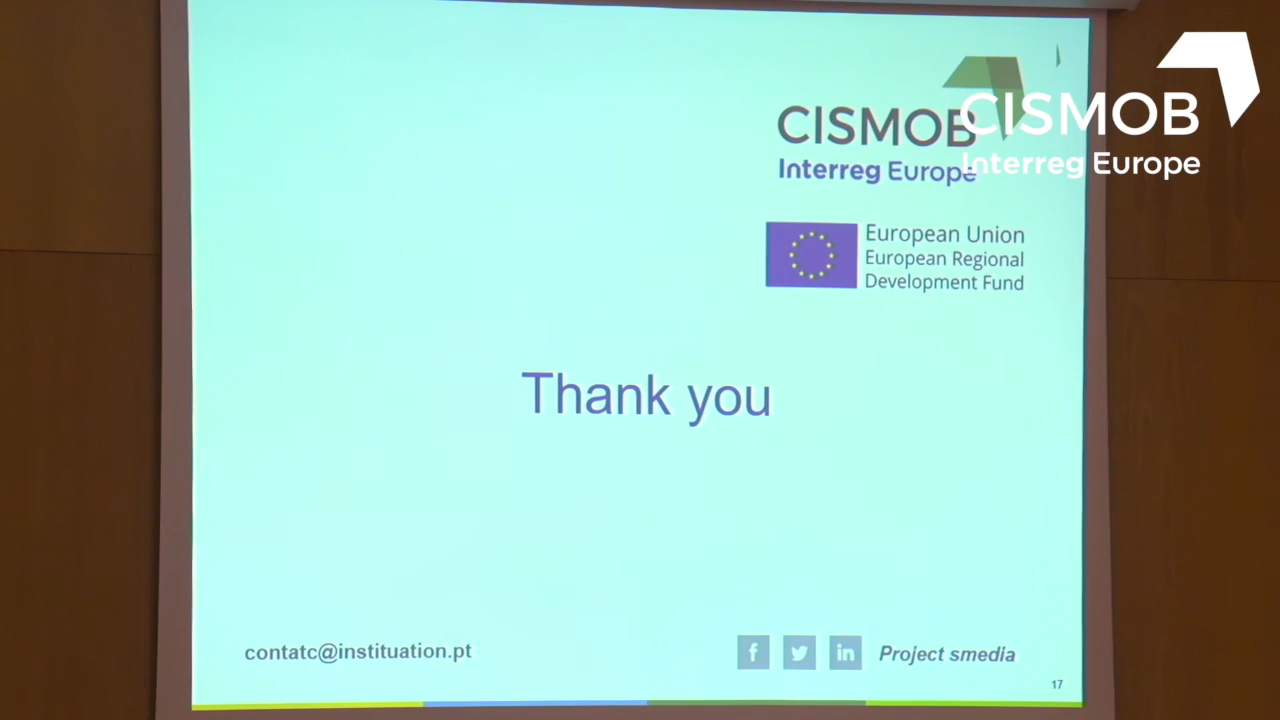 CISMOB
Interreg Europe
CISMOB
Interreg Europe
European Union
European Regional
Development Fund
Thank you
contatc@instituation.pt
f
in
Project smedia
17